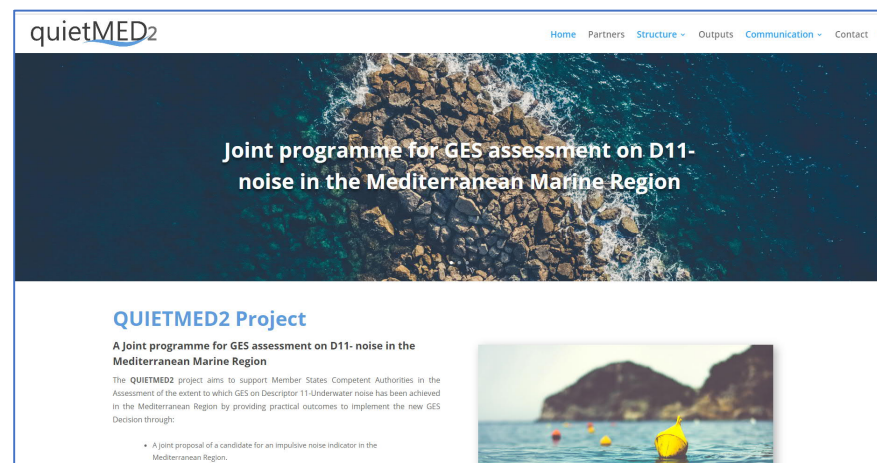 quietMED2
Home Partners Structure Outputs Communication Contact
Joint programme for GES assessment on D11-
noise in the Mediterranean Marine Region
QUIETMED2 Project
A Joint programme for GES assessment on D11- noise in the
Mediterranean Marine Region
The QUIETMED2 project aims to support Member States Competent Authorities in the
Assessment of the extent to which GES on Descriptor 11-Underwater noise has been achieved
in the Mediterranean Region by providing practical outcomes to implement the new GES
Decision through:
• A joint proposal of a candidate for an impulsive noise indicator in the
Mediterranean Region.